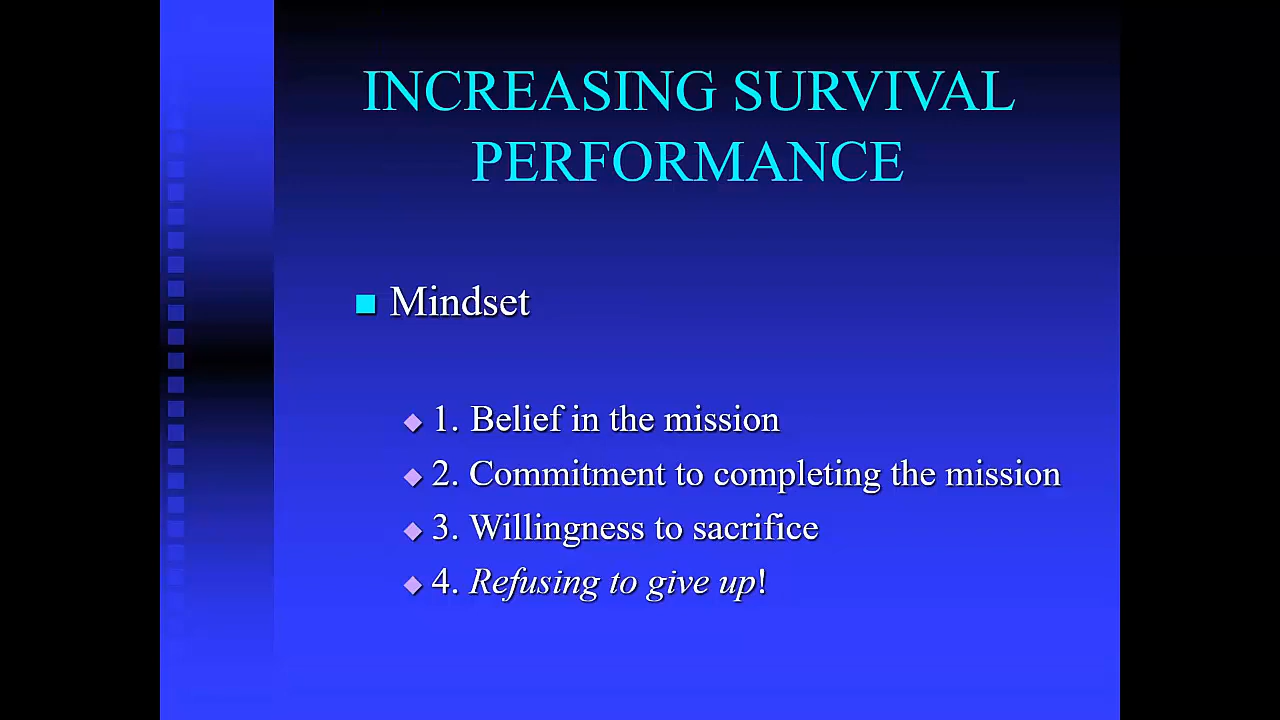 INCREASING SURVIVAL
PERFORMANCE
Mindset
1. Belief in the mission
2. Commitment to completing the mission
3. Willingness to sacrifice
4. Refusing to give up!